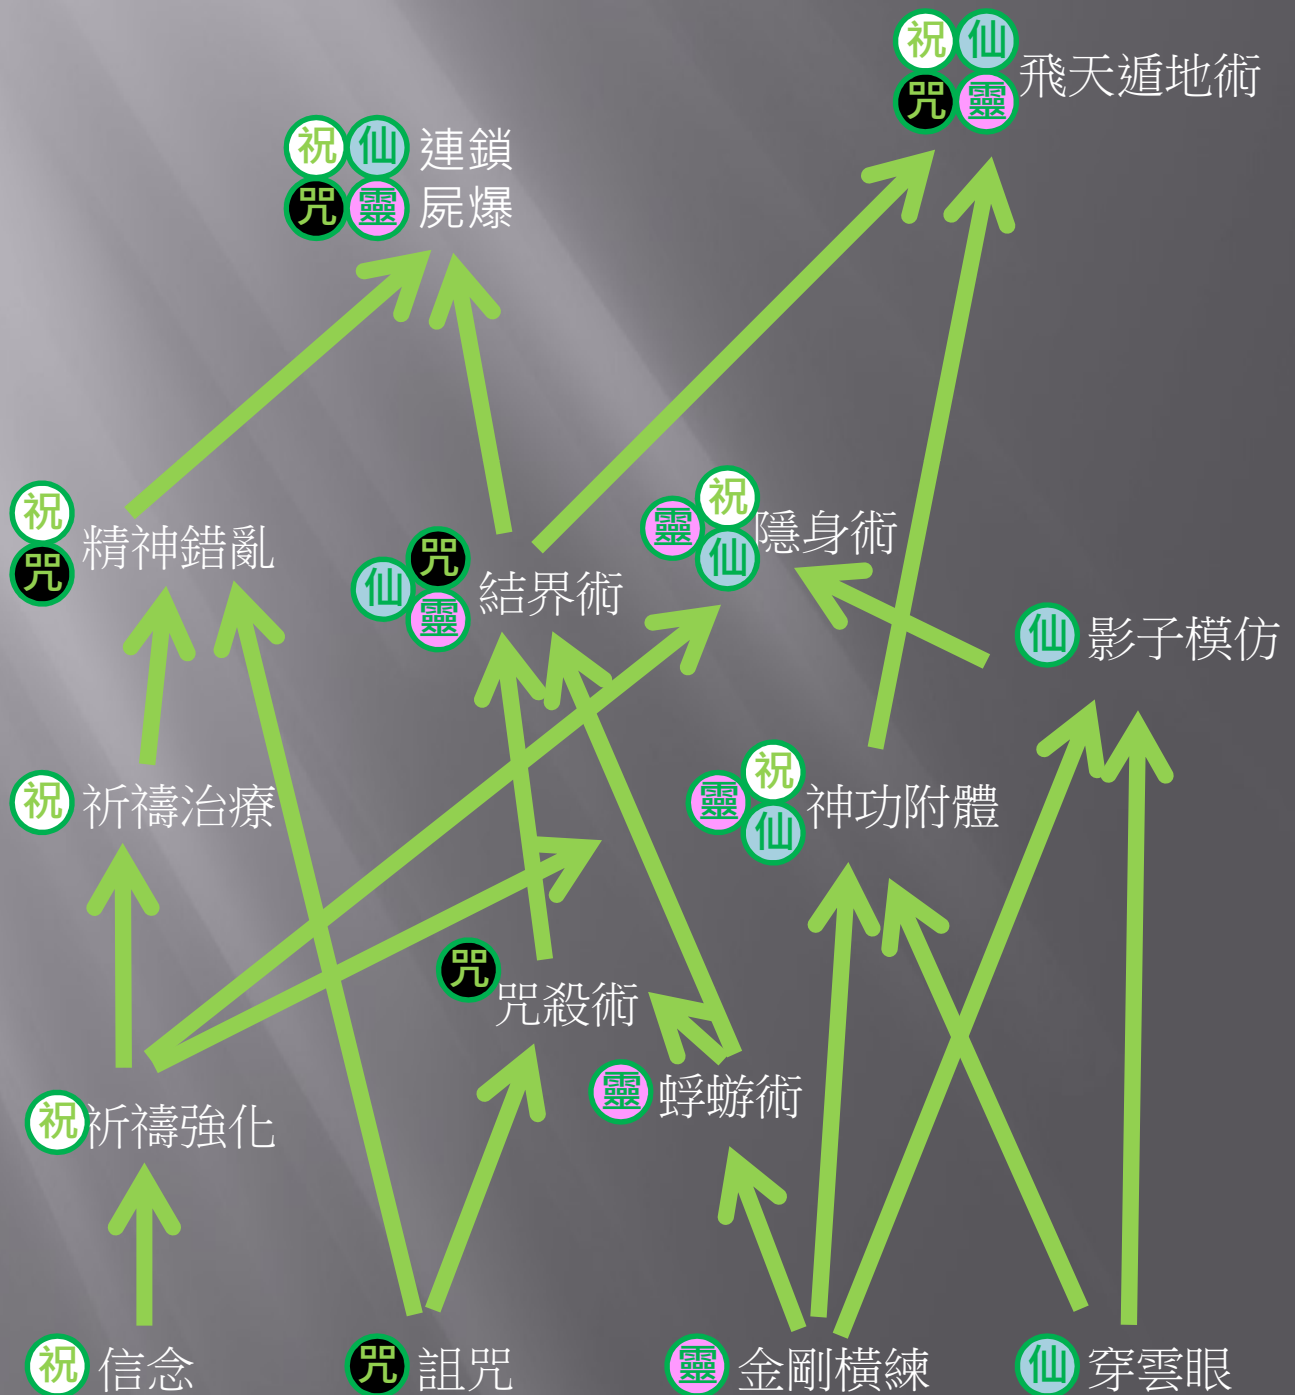 祝仙
咒靈
飛天遁地術
祝仙
咒靈
連鎖
屍爆
祝
咒
精神錯亂
仙咒靈
結界術
靈祝仙
隱身術
仙 影子模仿
祝 祈禱治療
靈祝仙
神功附體
咒 咒殺術
靈 蜉蝣術
祝 祈禱強化
祝 信念
咒 詛咒
靈 金剛橫練
仙 穿雲眼